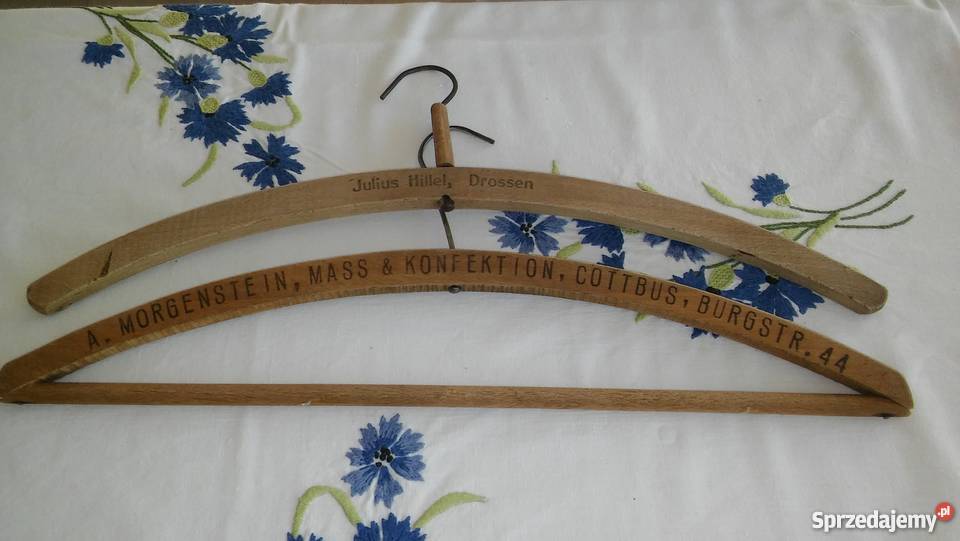 Julius Hillel, Drossen
A. MORGENSTEIN, MASS & KONFEKTION, COTTBUS, BURGSTR. 44
Sprzedajemy.pl